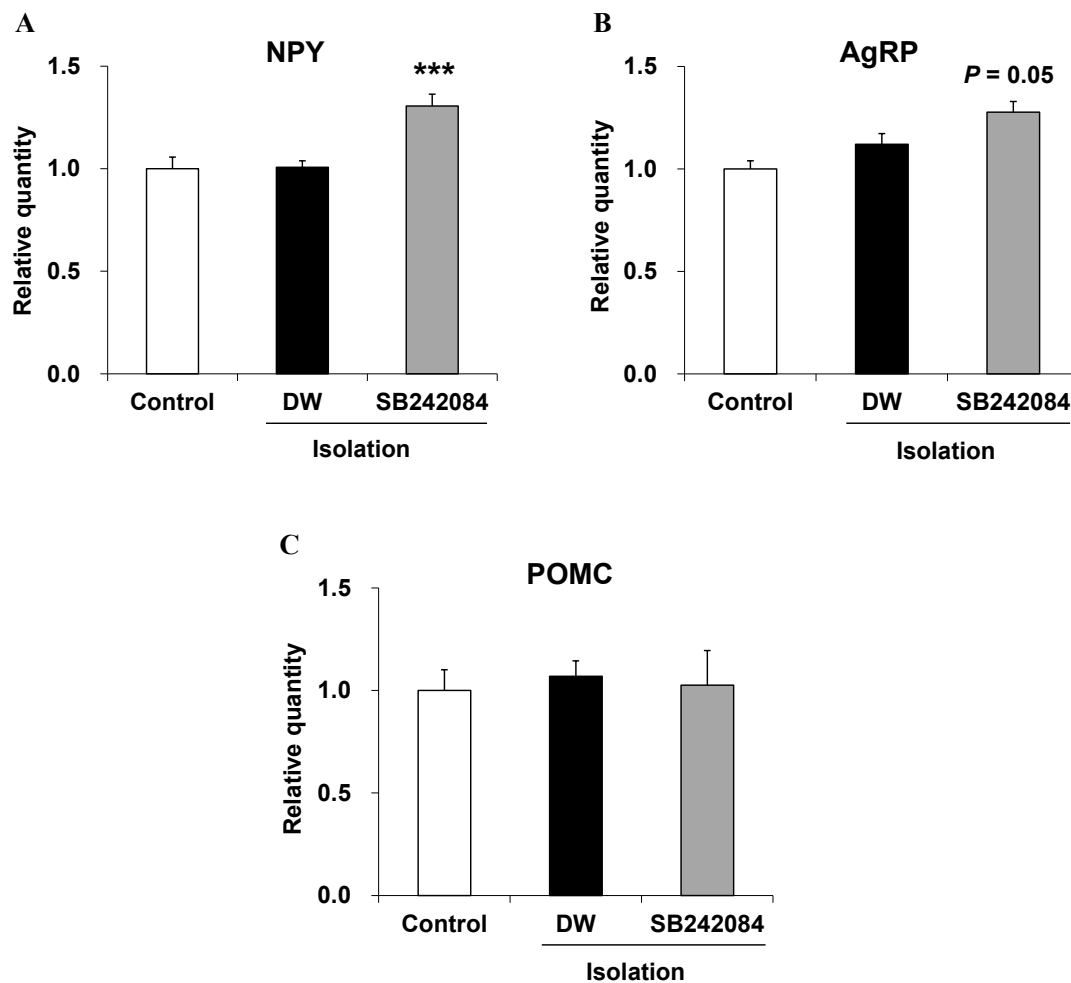 A
NPY
***
1.5
1.0
0.5
0.0
Relative quantity
Control DW SB242084
Isolation
B
AgRP
P = 0.05
1.5
1.0
0.5
0.0
Relative quantity
Control DW SB242084
Isolation
C
POMC
1.5
1.0
0.5
0.0
Relative quantity
Control DW SB242084
Isolation